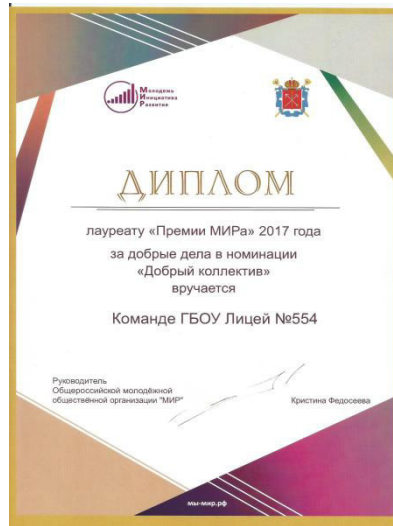 Молодежь
Инициатива
Развитие
ДИПЛОМ
лауреату «Премии МИРа» 2017 года
за добрые дела в номинации
«Добрый коллектив»
вручается
Команде ГБОУ Лицей №554
Руководитель
Общероссийской молодёжной
общественной организации "МИР"
Кристина Федосеева
мы-мир.рф